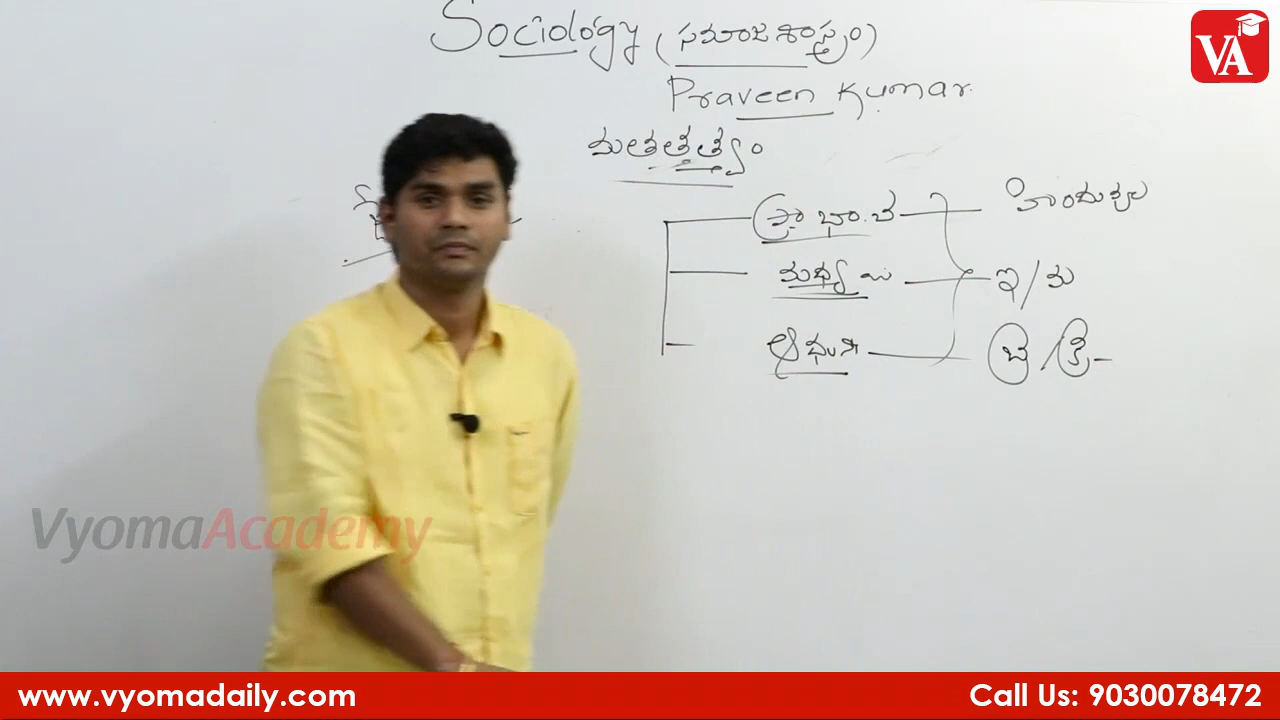 Sociology (సమాజశాస్త్రం)
VA
Praveen Kumar.
మతతత్వం
ప్రా భా.చ హిందువుల
మధ్య యు ఇ/మ
ఆధుని బ్రి/క్రి
VyomaAcademy
www.vyomadaily.com Call Us: 9030078472